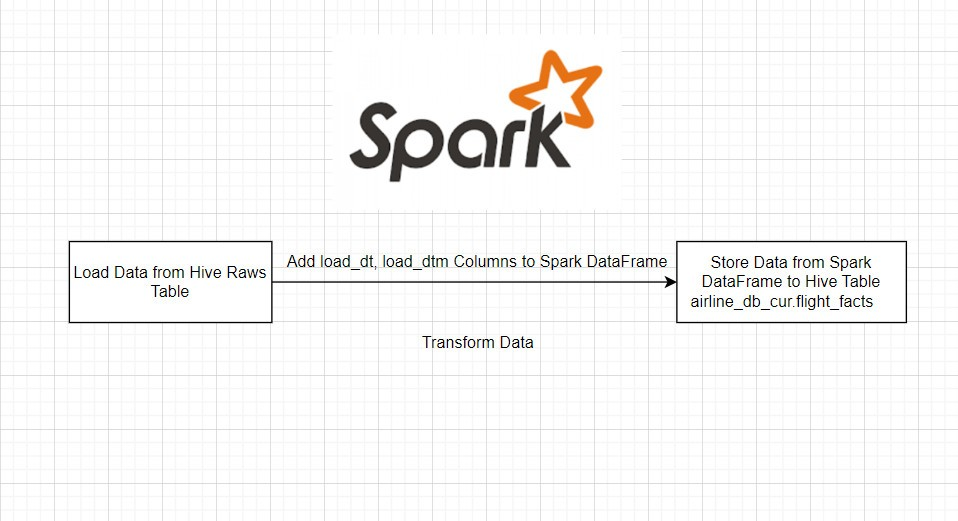 Spark
Load Data from Hive Raws
Table
Add load_dt, load_dtm Columns to Spark DataFrame
Store Data from Spark
DataFrame to Hive Table
airline_db_cur.flight_facts
Transform Data